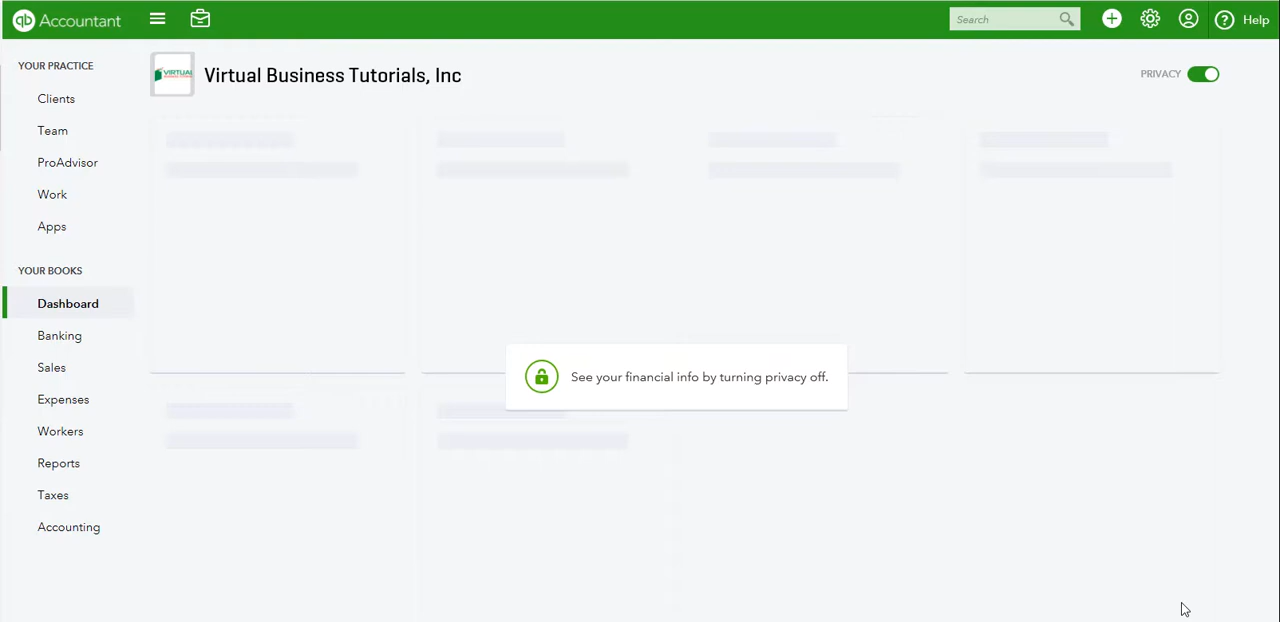 qb Accountant
Search
Help
YOUR PRACTICE
Clients
Team
ProAdvisor
Work
Apps
YOUR BOOKS
Dashboard
Banking
Sales
Expenses
Workers
Reports
Taxes
Accounting
VIRTUAL
Virtual Business Tutorials, Inc
PRIVACY
See your financial info by turning privacy off.